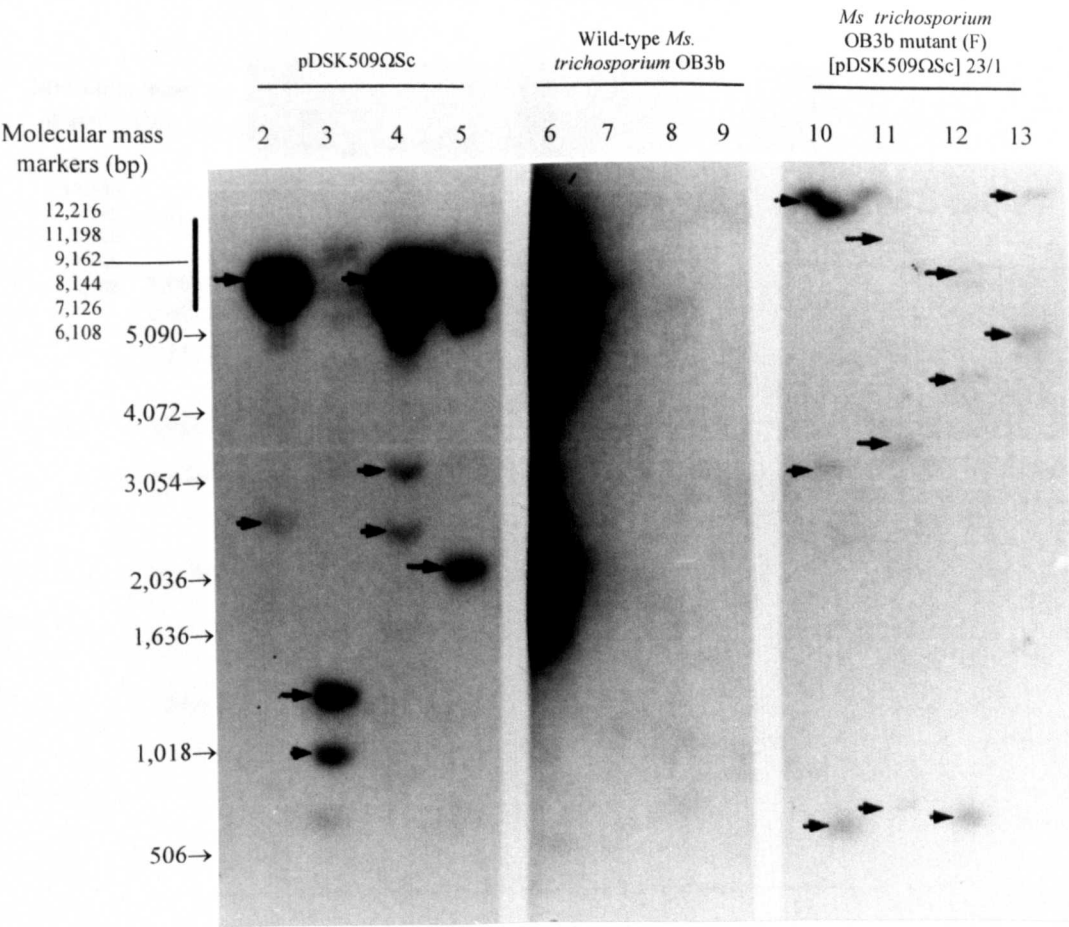 pDSK509ΩSc
Wild-type Ms.
trichosporium OB3b
Ms trichosporium
OB3b mutant (F)
[pDSK509ΩSc] 23/1
Molecular mass
markers (bp)
2 3 4 5 6 7 8 9 10 11 12 13
12,216
11,198
9,162
8,144
7,126
6,108
5,090→
4,072→
3,054→
2,036→
1,636→
1,018→
506→